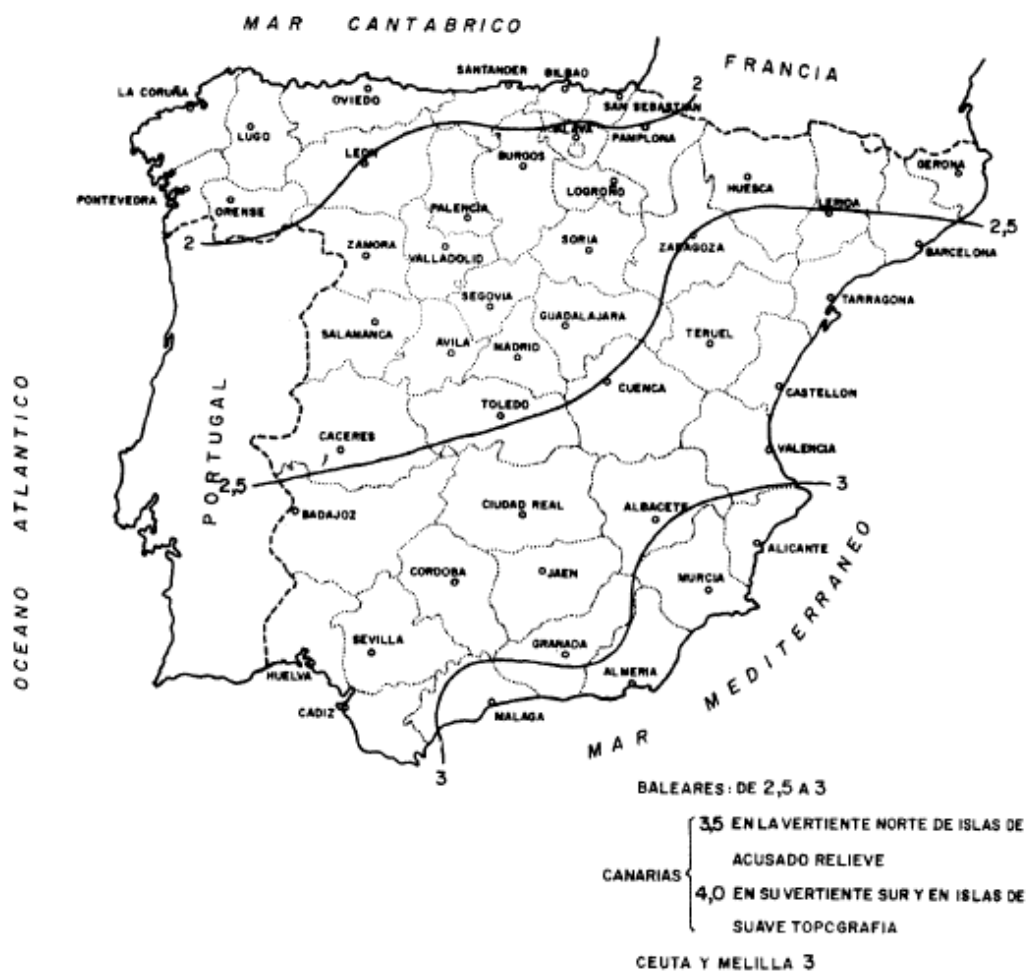 MAR CANTABRICO
SANTANDER
BILBAO
FRANCIA
LA CORUÑA
OVIEDO
SAN SEBASTIAN
2
LUGO
ALAVA
PAMPLONA
LEON
BURGOS
GERONA
HUESCA
LOGROÑO
PONTEVEDRA
ORENSE
PALENCIA
LERIDA
2
ZAMORA
VALLADOLID
SORIA
ZARAGOZA
2,5
BARCELONA
SEGOVIA
TARRAGONA
SALAMANCA
GUADALAJARA
AVILA
MADRID
TERUEL
CUENCA
CASTELLON
TOLEDO
CACERES
VALENCIA
PORTUGAL
OCEANO ATLANTICO
2,5
3
BADAJOZ
CIUDAD REAL
ALBACETE
ALICANTE
CORDOBA
JAEN
MURCIA
SEVILLA
GRANADA
HUELVA
ALMERIA
CADIZ
MALAGA
MAR MEDITERRANEO
3
BALEARES: DE 2,5 A 3
3,5 EN LA VERTIENTE NORTE DE ISLAS DE
ACUSADO RELIEVE
CANARIAS
4,0 EN SU VERTIENTE SUR Y EN ISLAS DE
SUAVE TOPOGRAFIA
CEUTA Y MELILLA 3